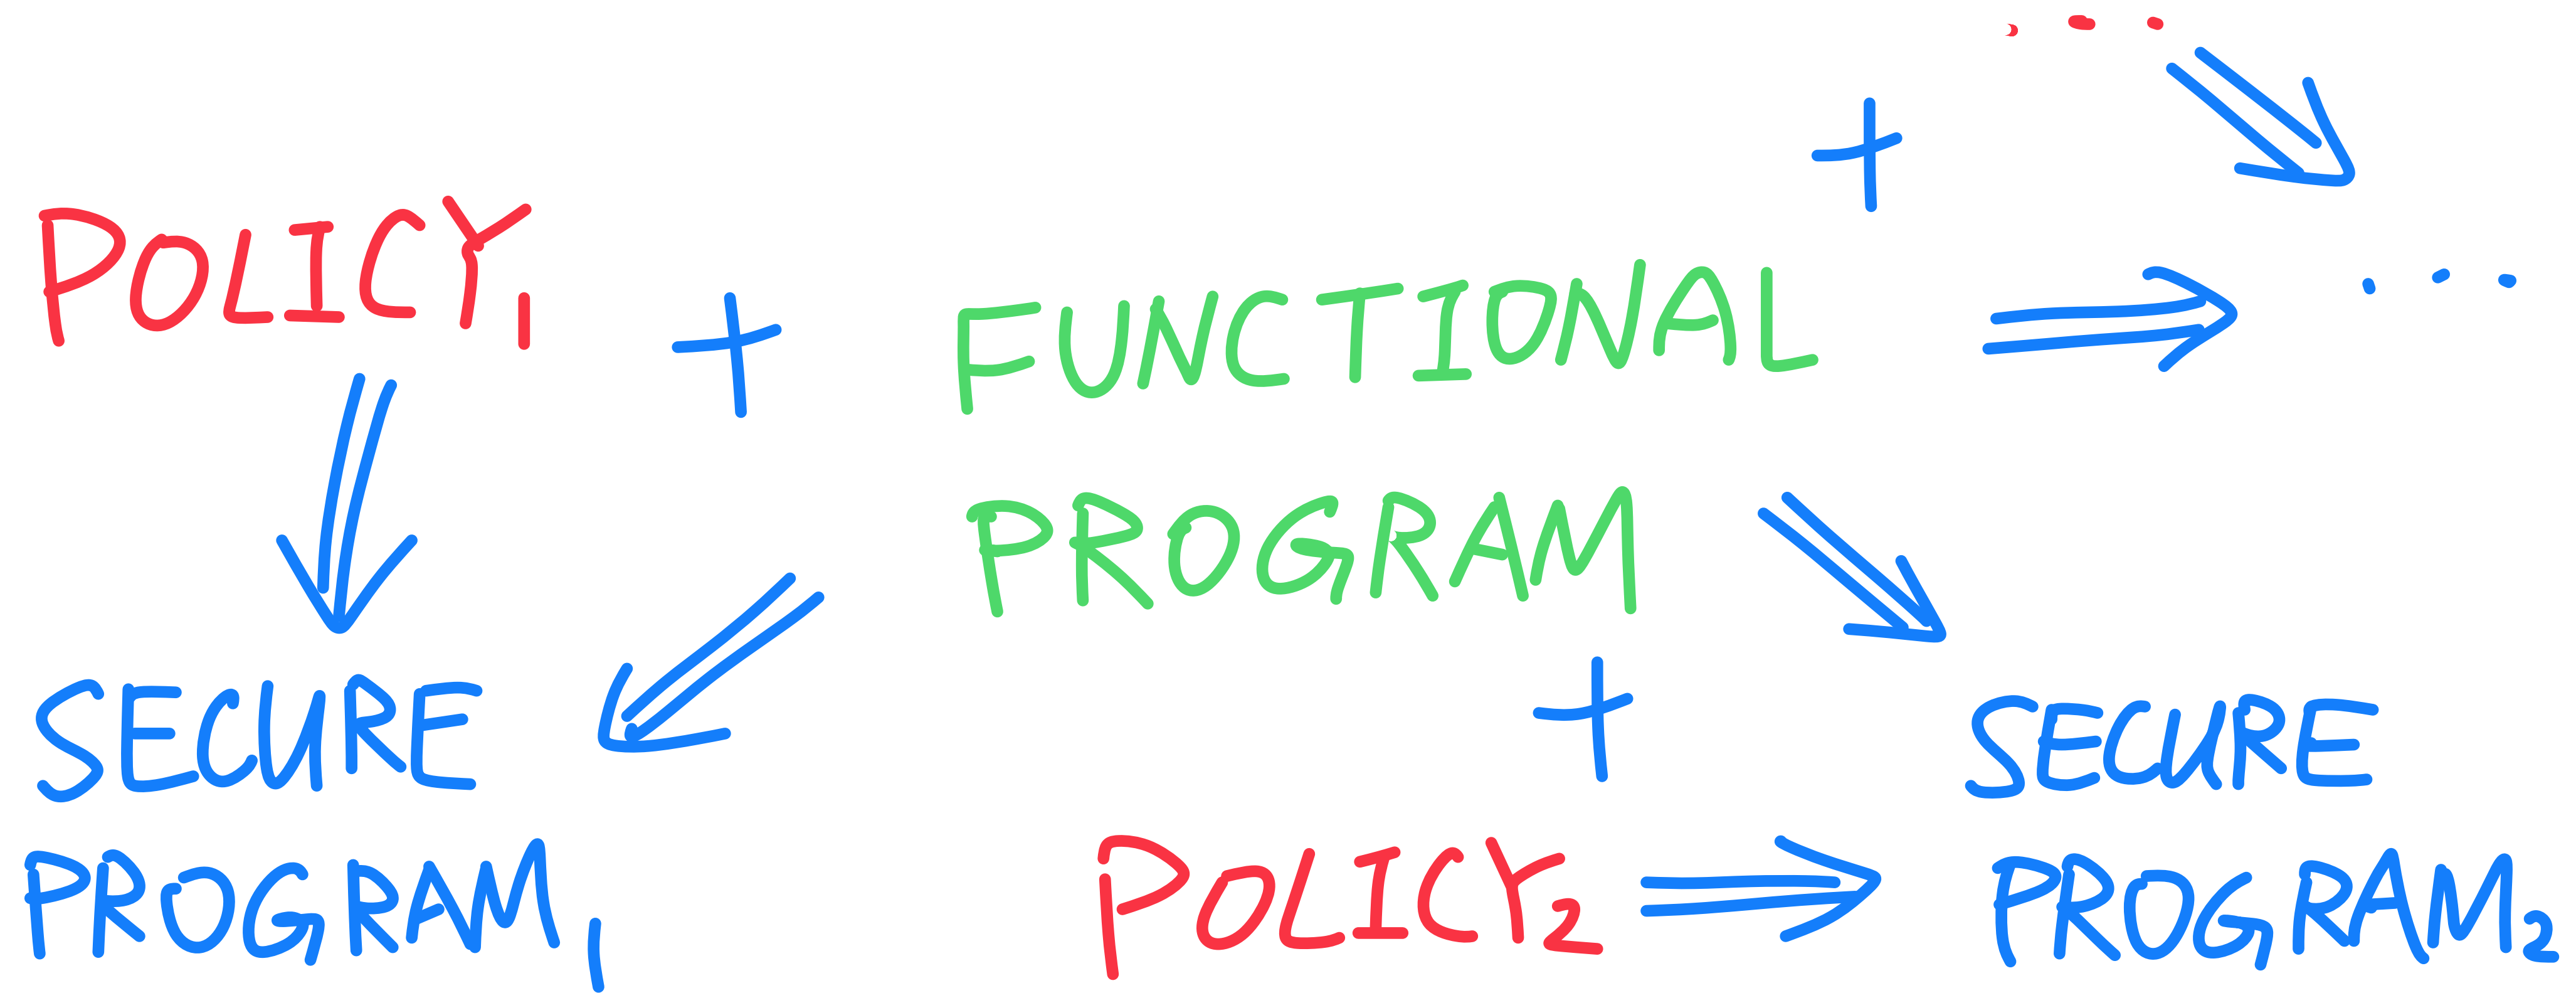 . . .
+
POLICY₁
+
FUNCTIONAL
PROGRAM
. . .
+
SECURE
PROGRAM₁
POLICY₂
SECURE
PROGRAM₂